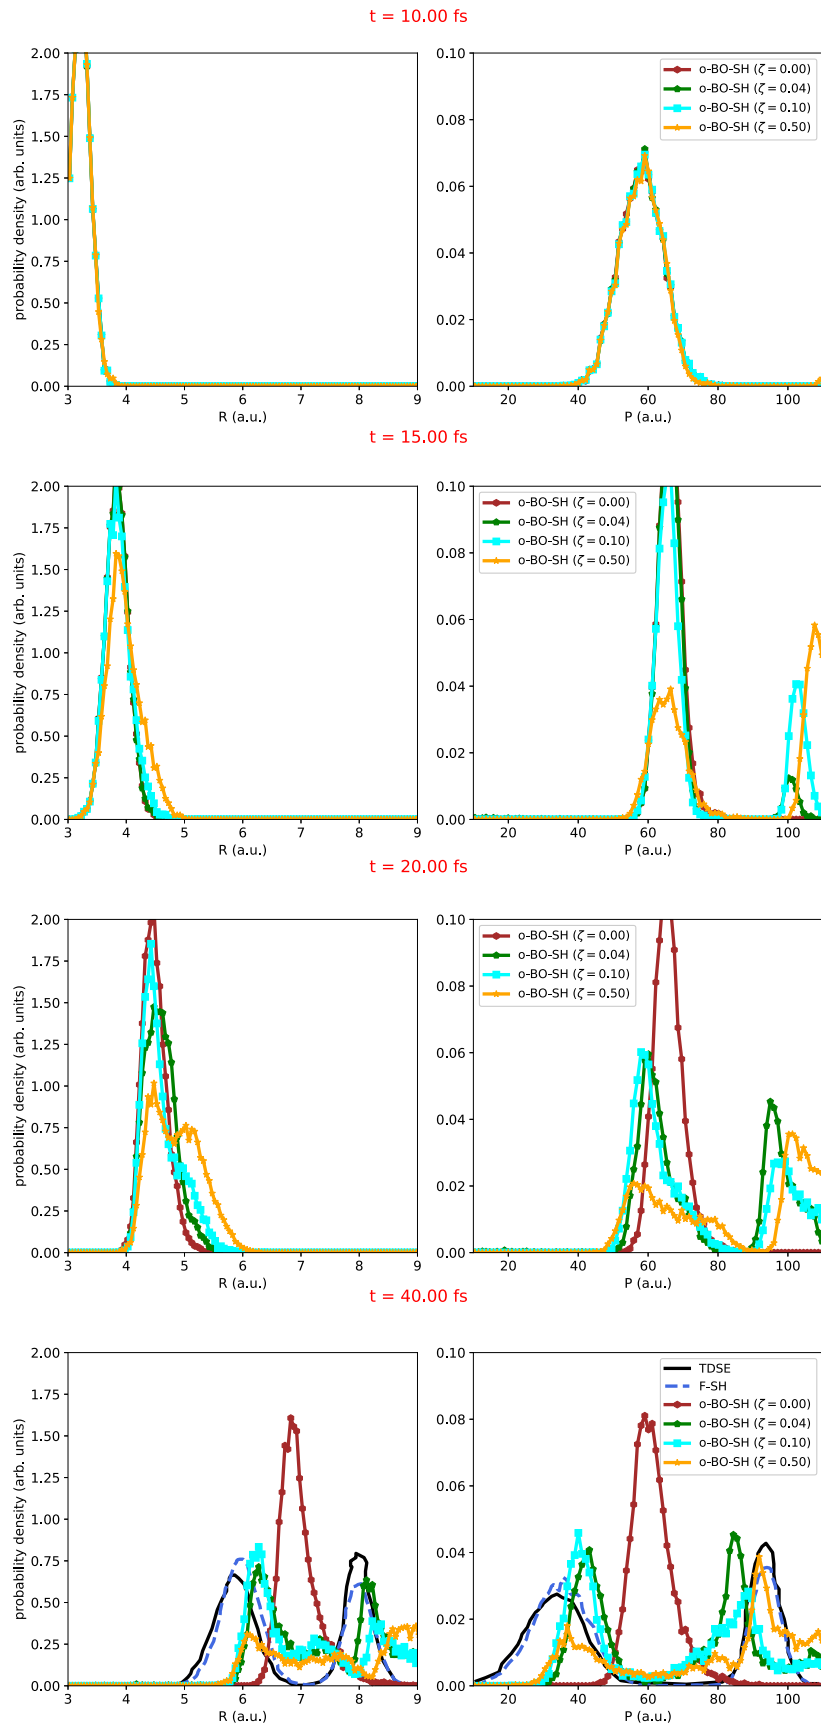 t = 10.00 fs
probability density (arb. units)
2.00
1.75
1.50
1.25
1.00
0.75
0.50
0.25
0.00
3 4 5 6 7 8 9
R (a.u.)
0.10
0.08
0.06
0.04
0.02
0.00
20 40 60 80 100
P (a.u.)
o-BO-SH (ζ = 0.00)
o-BO-SH (ζ = 0.04)
o-BO-SH (ζ = 0.10)
o-BO-SH (ζ = 0.50)
t = 15.00 fs
probability density (arb. units)
2.00
1.75
1.50
1.25
1.00
0.75
0.50
0.25
0.00
3 4 5 6 7 8 9
R (a.u.)
0.10
0.08
0.06
0.04
0.02
0.00
20 40 60 80 100
P (a.u.)
o-BO-SH (ζ = 0.00)
o-BO-SH (ζ = 0.04)
o-BO-SH (ζ = 0.10)
o-BO-SH (ζ = 0.50)
t = 20.00 fs
probability density (arb. units)
2.00
1.75
1.50
1.25
1.00
0.75
0.50
0.25
0.00
3 4 5 6 7 8 9
R (a.u.)
0.10
0.08
0.06
0.04
0.02
0.00
20 40 60 80 100
P (a.u.)
o-BO-SH (ζ = 0.00)
o-BO-SH (ζ = 0.04)
o-BO-SH (ζ = 0.10)
o-BO-SH (ζ = 0.50)
t = 40.00 fs
probability density (arb. units)
2.00
1.75
1.50
1.25
1.00
0.75
0.50
0.25
0.00
3 4 5 6 7 8 9
R (a.u.)
0.10
0.08
0.06
0.04
0.02
0.00
20 40 60 80 100
P (a.u.)
TDSE
F-SH
o-BO-SH (ζ = 0.00)
o-BO-SH (ζ = 0.04)
o-BO-SH (ζ = 0.10)
o-BO-SH (ζ = 0.50)